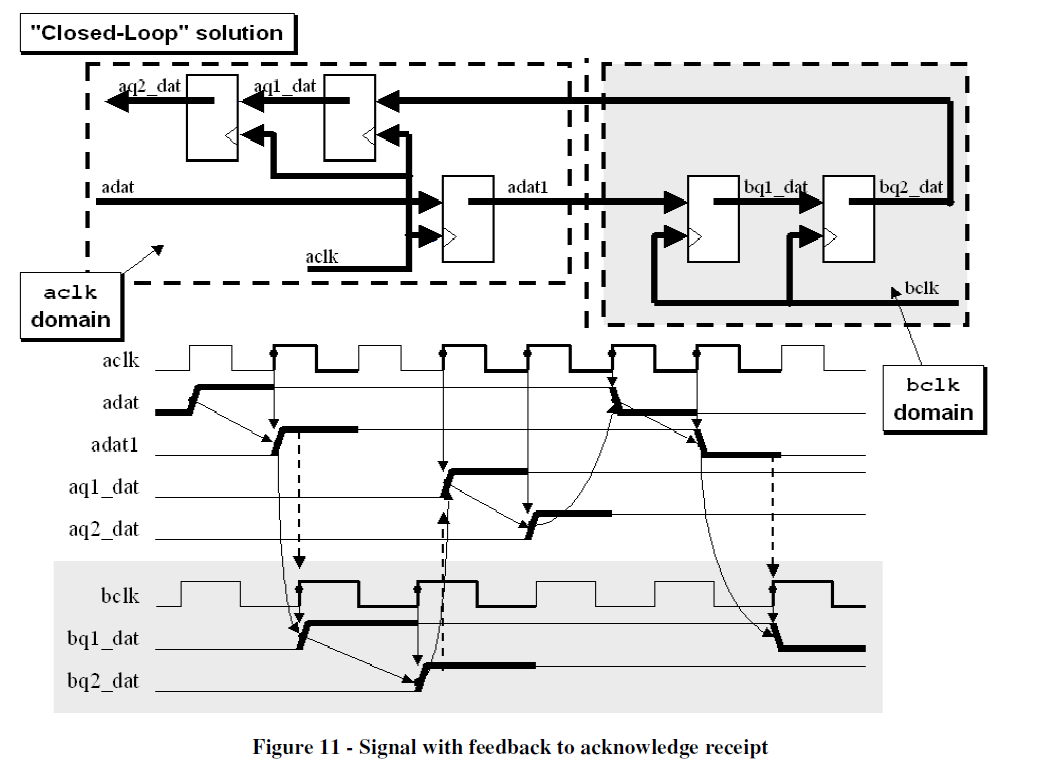 "Closed-Loop" solution
aq2_dat
aq1_dat
adat
adat1
bq1_dat
bq2_dat
aclk
bclk
aclk
domain
bclk
domain
aclk
adat
adat1
aq1_dat
aq2_dat
bclk
bq1_dat
bq2_dat
Figure 11 - Signal with feedback to acknowledge receipt